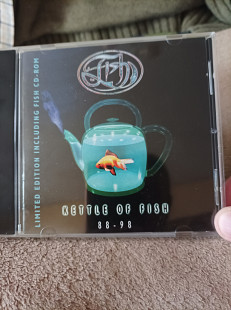 Fish
LIMITED EDITION INCLUDING FISH CD-ROM
KETTLE OF FISH
88-98